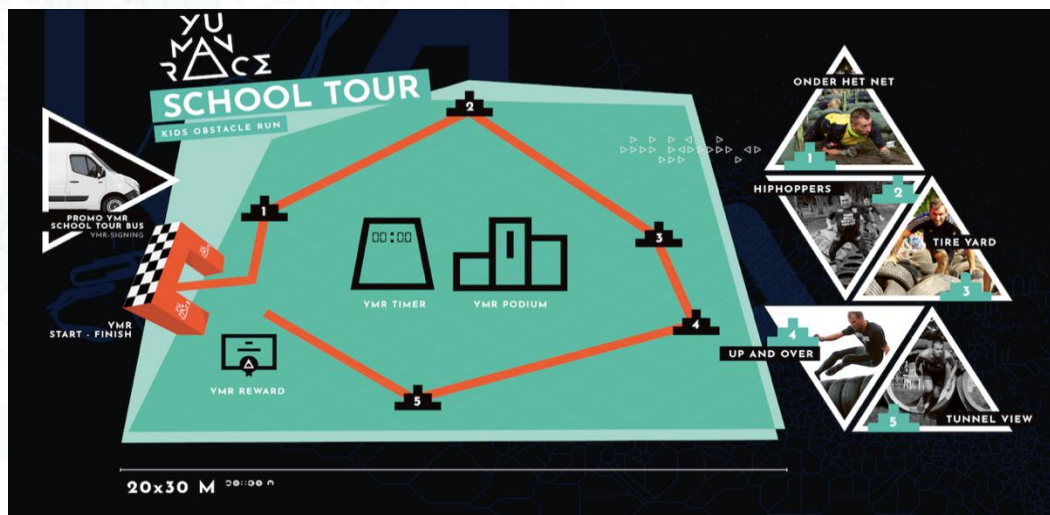 YU
MAN
RACE
SCHOOL TOUR
KIDS OBSTACLE RUN
PROMO YMR
SCHOOL TOUR BUS
YMR-SIGNING
YMR
START - FINISH
1
2
3
4
5
00:00
YMR TIMER
YMR PODIUM
YMR REWARD
ONDER HET NET
1
HIPHOPPERS
2
TIRE YARD
3
4
UP AND OVER
5
TUNNEL VIEW
20x30 M